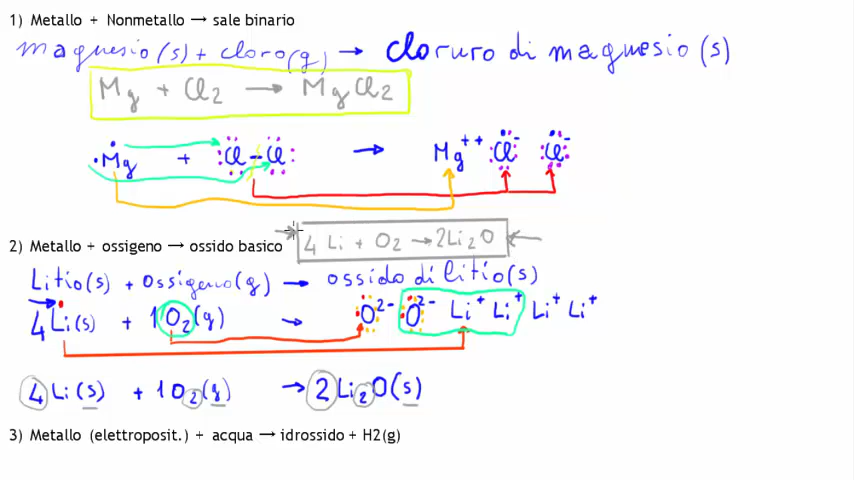 1) Metallo + Nonmetallo → sale binario
magnesio(s) + cloro(g) → cloruro di magnesio (s)
Mg + Cl2 → MgCl2
Mg + Cl-Cl → Mg++ Cl- Cl-
4 Li + O2 → 2Li2O
2) Metallo + ossigeno → ossido basico
Litio(s) + Ossigeno(g) → ossido di litio(s)
4Li(s) + 1O2(g) → O2- O2- Li+ Li+ Li+ Li+
4Li(s) + 1O2(g) → 2Li2O(s)
3) Metallo (elettroposit.) + acqua → idrossido + H2(g)